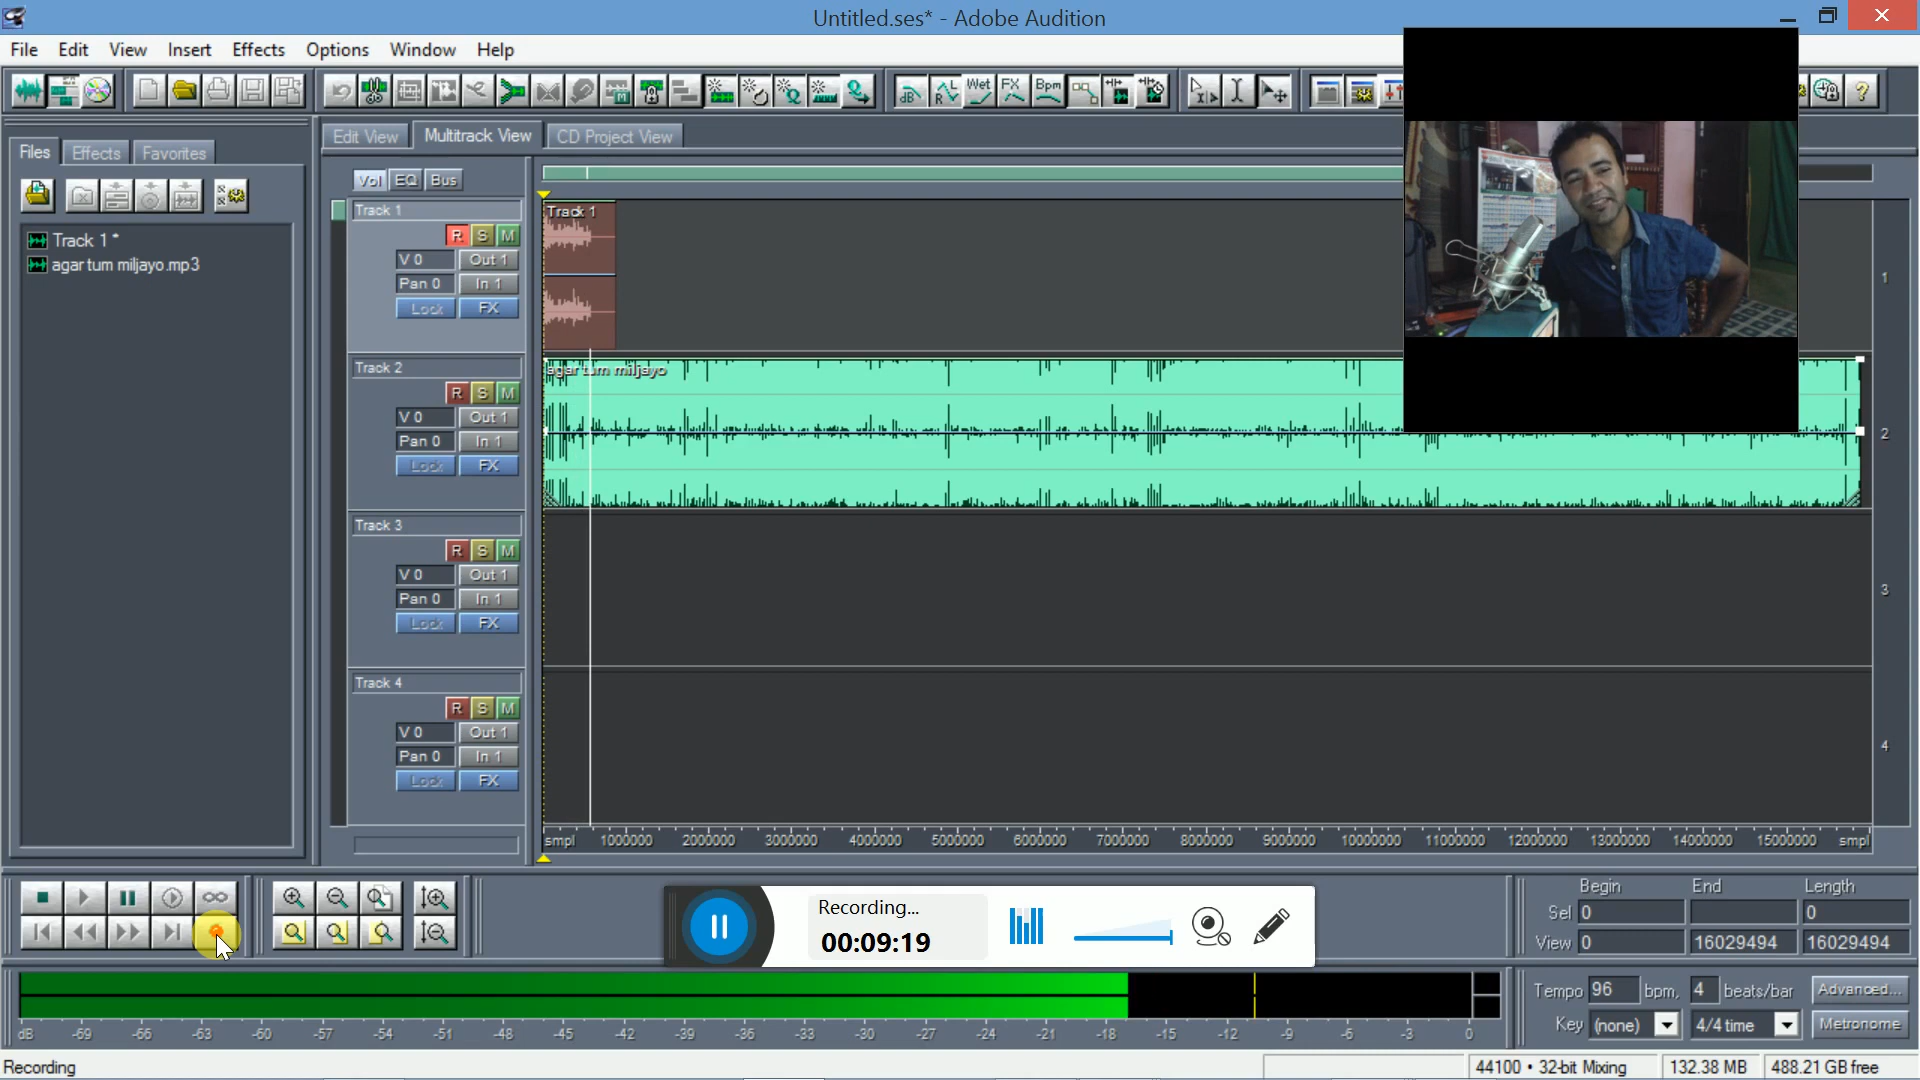 Untitled.ses* - Adobe Audition
File Edit View Insert Effects Options Window Help
Wet FX Bpm
dB R L
Files Effects Favorites
Edit View Multitrack View CD Project View
Vol EQ Bus
Track 1*
agar tum miljayo.mp3
Track 1
R S M
V 0 Out 1
Pan 0 In 1
Lock FX
Track 1
1
Track 2
R S M
V 0 Out 1
Pan 0 In 1
Lock FX
agar tum miljayo
2
Track 3
R S M
V 0 Out 1
Pan 0 In 1
Lock FX
3
Track 4
R S M
V 0 Out 1
Pan 0 In 1
Lock FX
4
smpl 1000000 2000000 3000000 4000000 5000000 6000000 7000000 8000000 9000000 10000000 11000000 12000000 13000000 14000000 15000000 smpl
Recording...
00:09:19
Begin End Length
Sel 0 0
View 0 16029494 16029494
dB -69 -66 -63 -60 -57 -54 -51 -48 -45 -42 -39 -36 -33 -30 -27 -24 -21 -18 -15 -12 -9 -6 -3 0
Tempo 96 bpm, 4 beats/bar Advanced...
Key (none) 4/4 time Metronome
Recording
44100 • 32-bit Mixing 132.38 MB 488.21 GB free